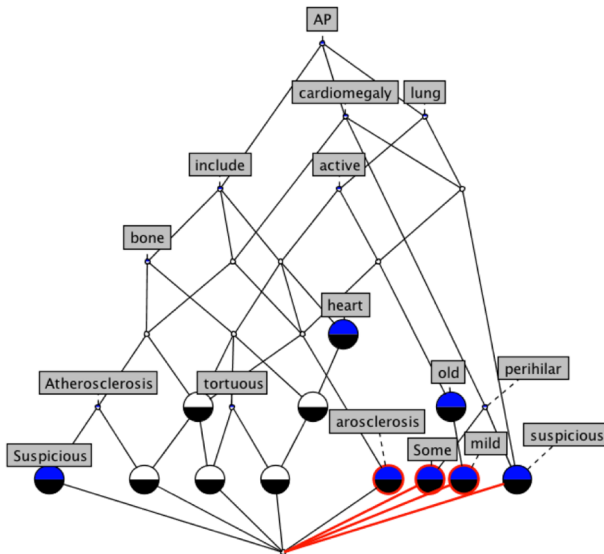 AP
cardiomegaly
lung
include
active
bone
heart
Atherosclerosis
tortuous
old
perihilar
arosclerosis
Some
mild
suspicious
Suspicious